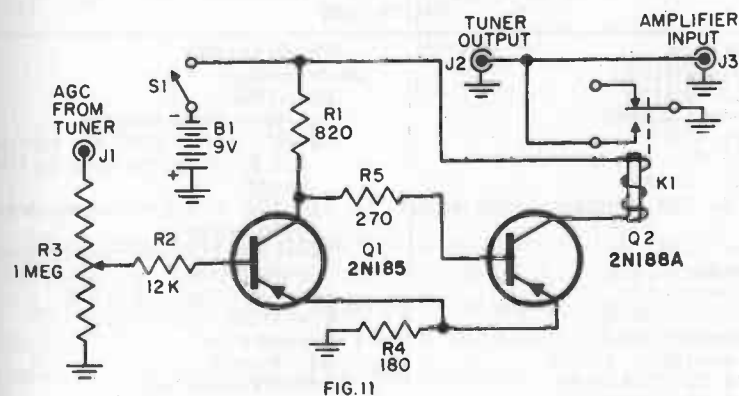 TUNER
OUTPUT
J2
AMPLIFIER
INPUT
J3
AGC
FROM
TUNER
J1
S1
-
B1
9V
+
R1
820
R5
270
K1
R3
1 MEG
R2
12K
Q1
2N185
Q2
2N188A
R4
180
FIG.11